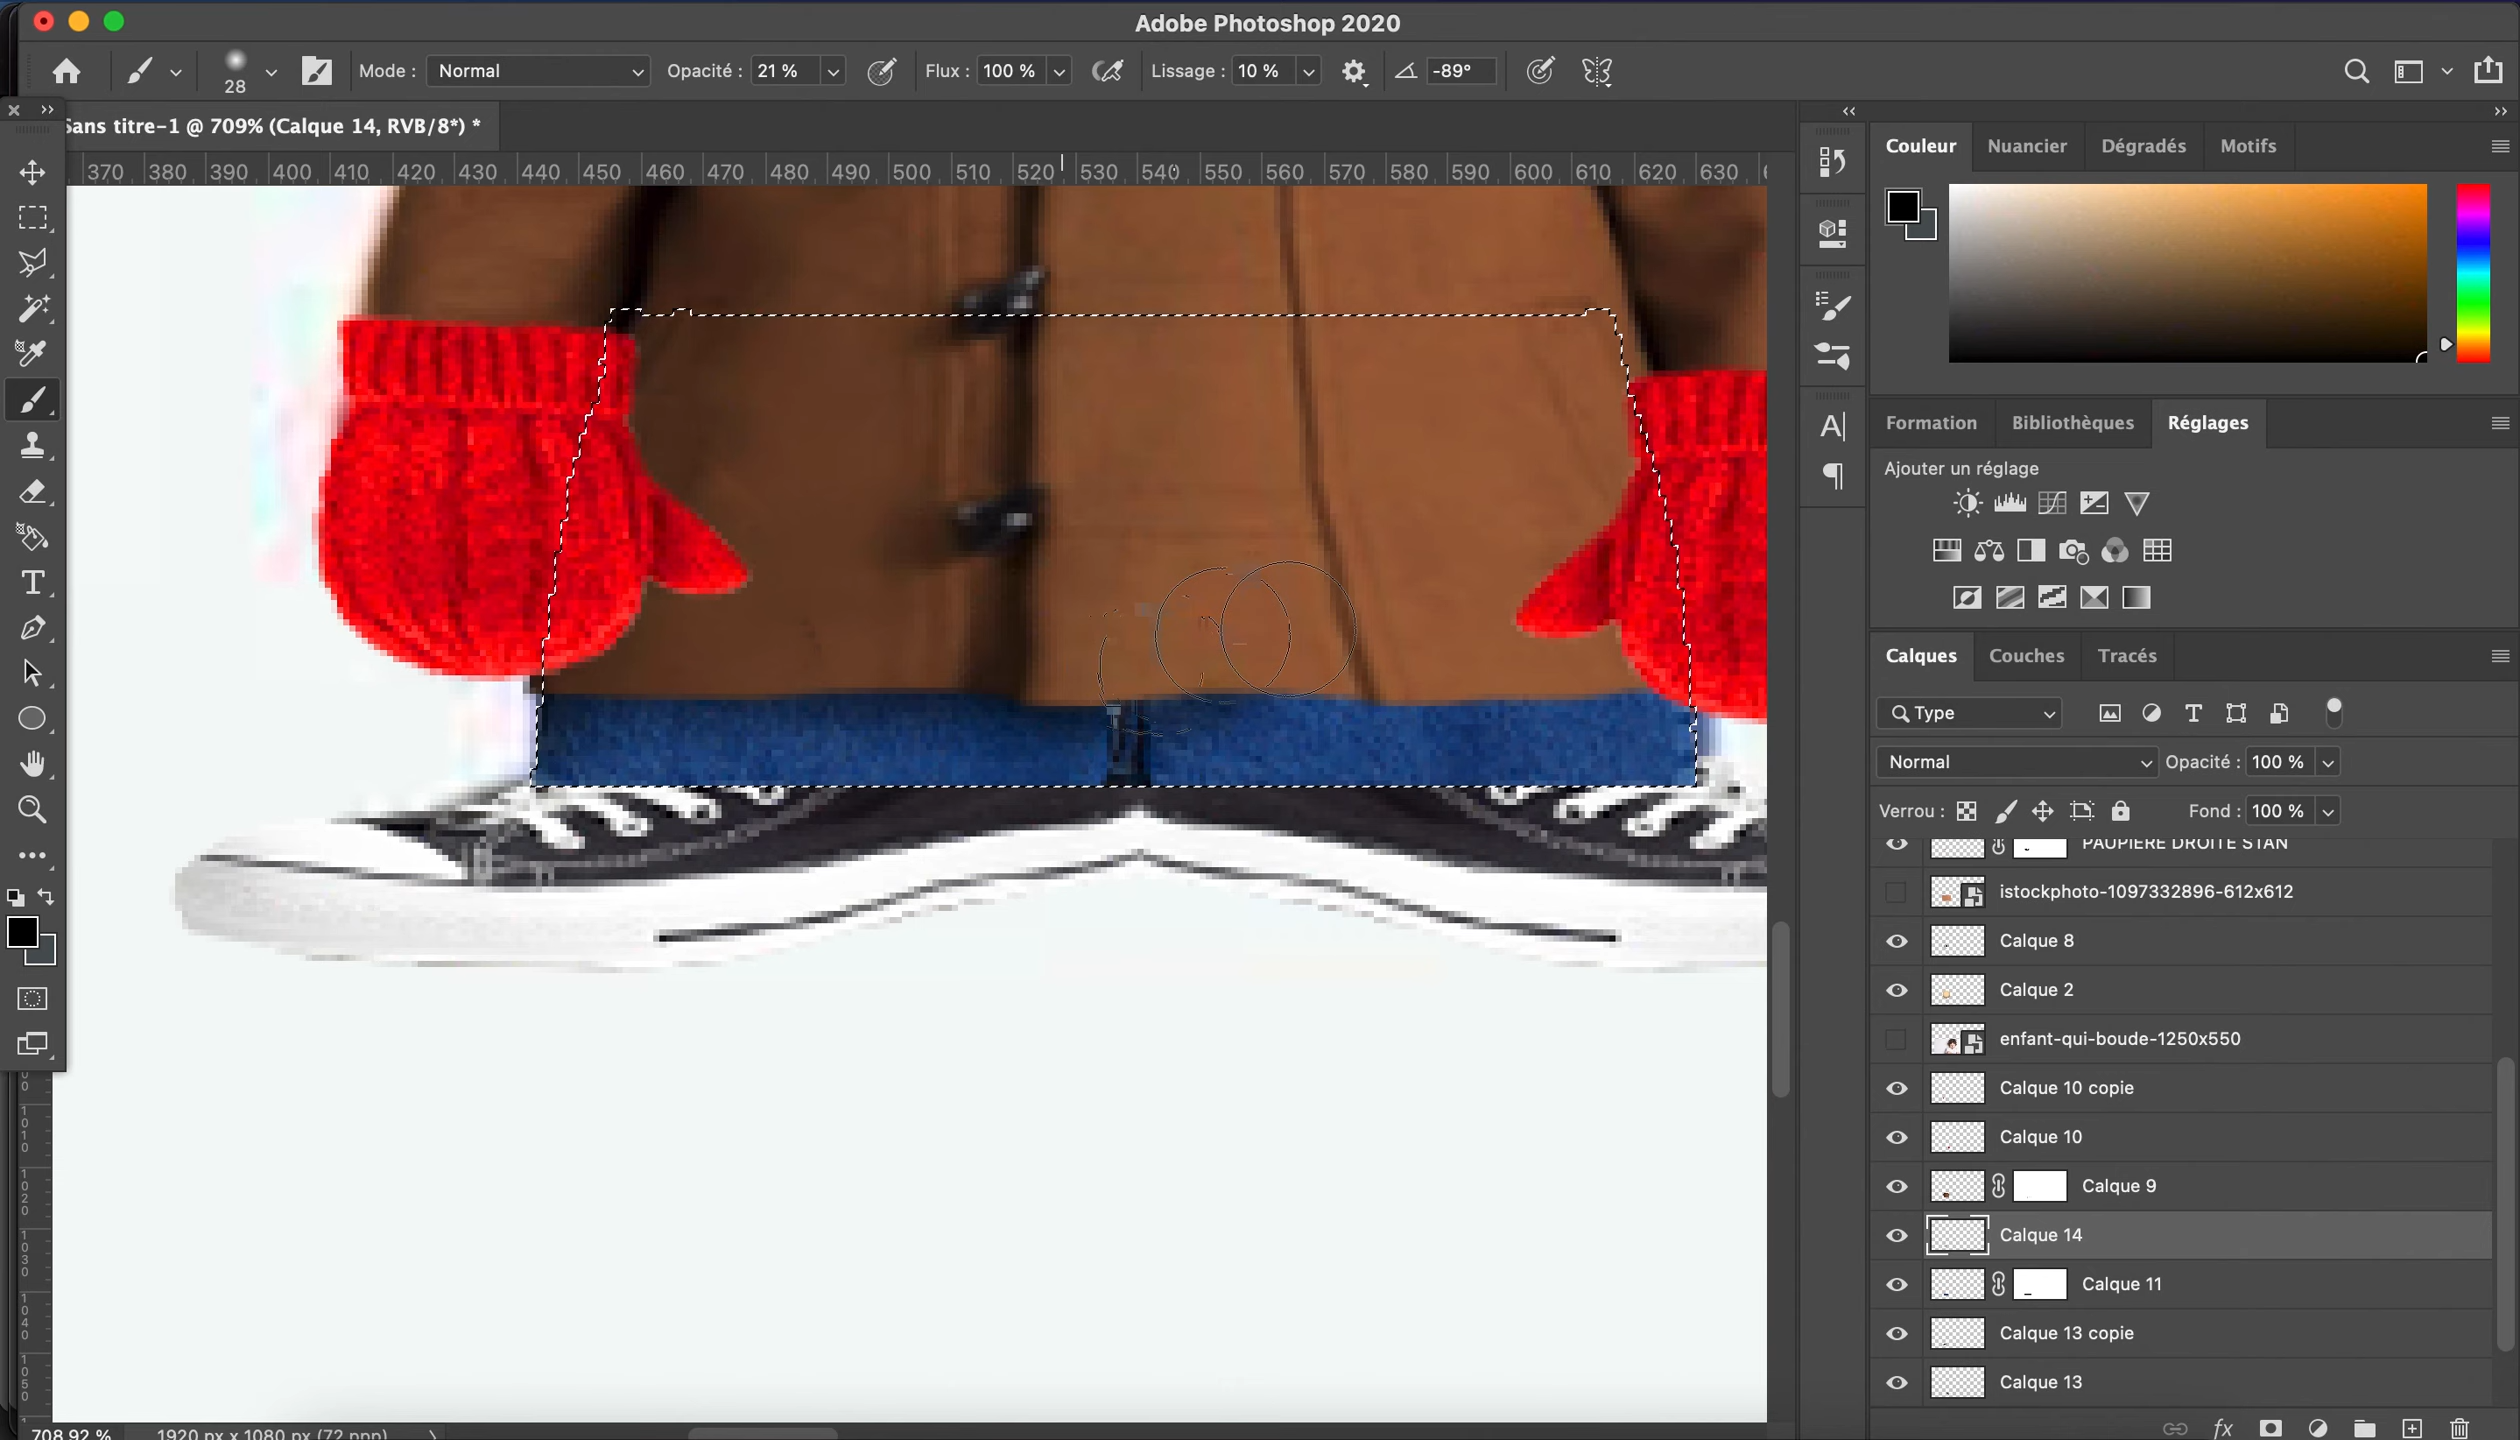 Adobe Photoshop 2020
28
Mode : Normal Opacité : 21 % Flux : 100 % Lissage : 10 % -89°
Sans titre-1 @ 709% (Calque 14, RVB/8*) *
370 380 390 400 410 420 430 440 450 460 470 480 490 500 510 520 530 540 550 560 570 580 590 600 610 620 630
Couleur Nuancier Dégradés Motifs
Formation Bibliothèques Réglages
Ajouter un réglage
Calques Couches Tracés
Type
Normal Opacité : 100 %
Verrou : Fond : 100 %
PAUPIERE DROITE STAN
istockphoto-1097332896-612x612
Calque 8
Calque 2
enfant-qui-boude-1250x550
Calque 10 copie
Calque 10
Calque 9
Calque 14
Calque 11
Calque 13 copie
Calque 13
fx
708,92 % 1920 px x 1080 px (72 ppp)